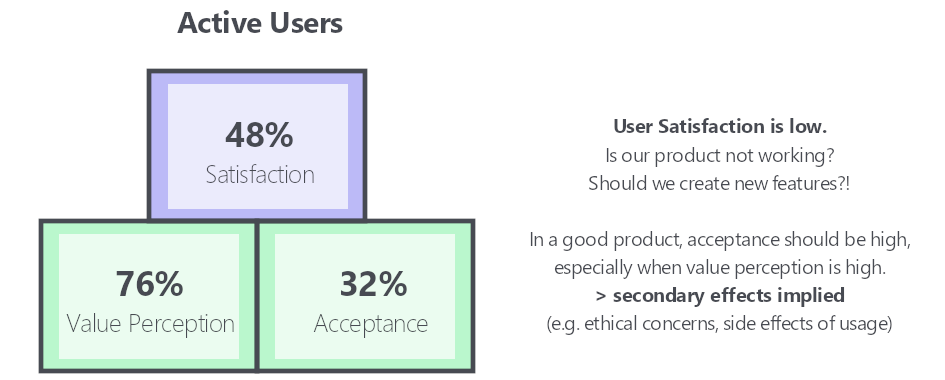 Active Users
48%
Satisfaction
76%
Value Perception
32%
Acceptance
User Satisfaction is low.
Is our product not working?
Should we create new features?!
In a good product, acceptance should be high,
especially when value perception is high.
> secondary effects implied
(e.g. ethical concerns, side effects of usage)